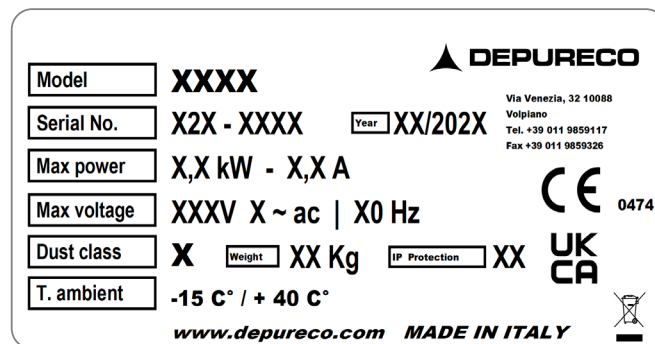 DEPURECO
Model XXXX
Via Venezia, 32 10088
Volpiano
Tel. +39 011 9859117
Fax +39 011 9859326
Serial No. X2X - XXXX Year XX/202X
Max power X,X kW - X,X A
Max voltage XXXV X ~ ac | X0 Hz
CE 0474
Dust class X Weight XX Kg IP Protection XX
UK
CA
T. ambient -15 C° / + 40 C°
www.depureco.com MADE IN ITALY